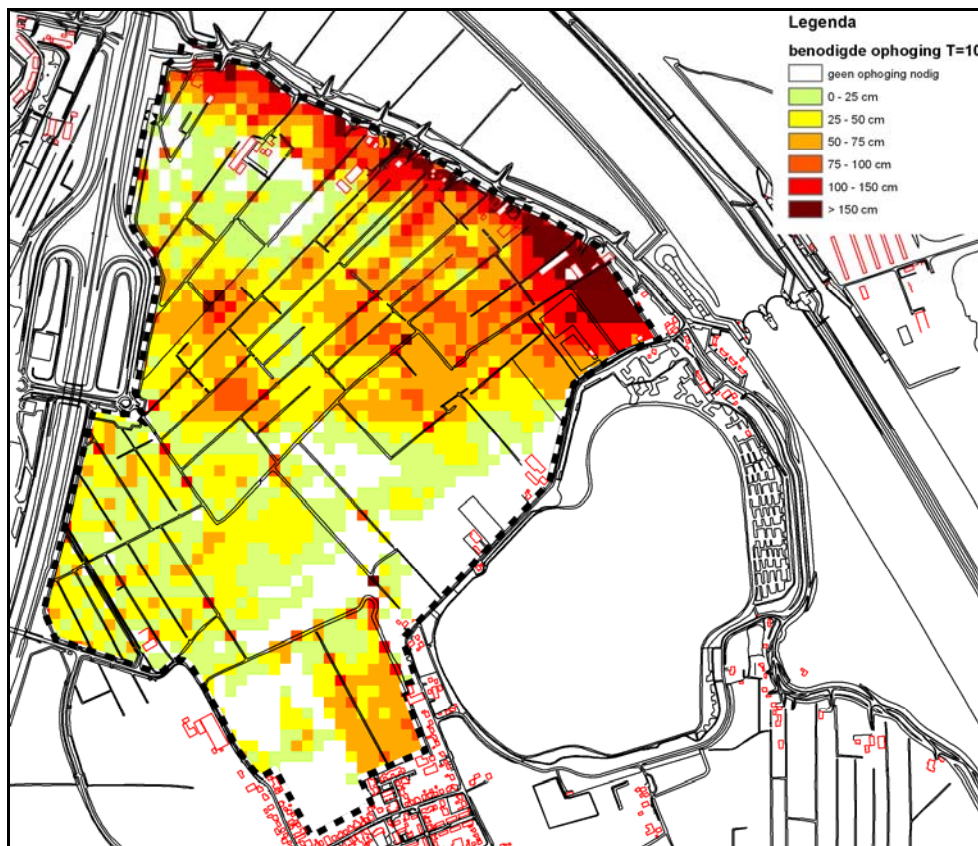 Legenda
benodigde ophoging T=10
geen ophoging nodig
0 - 25 cm
25 - 50 cm
50 - 75 cm
75 - 100 cm
100 - 150 cm
> 150 cm